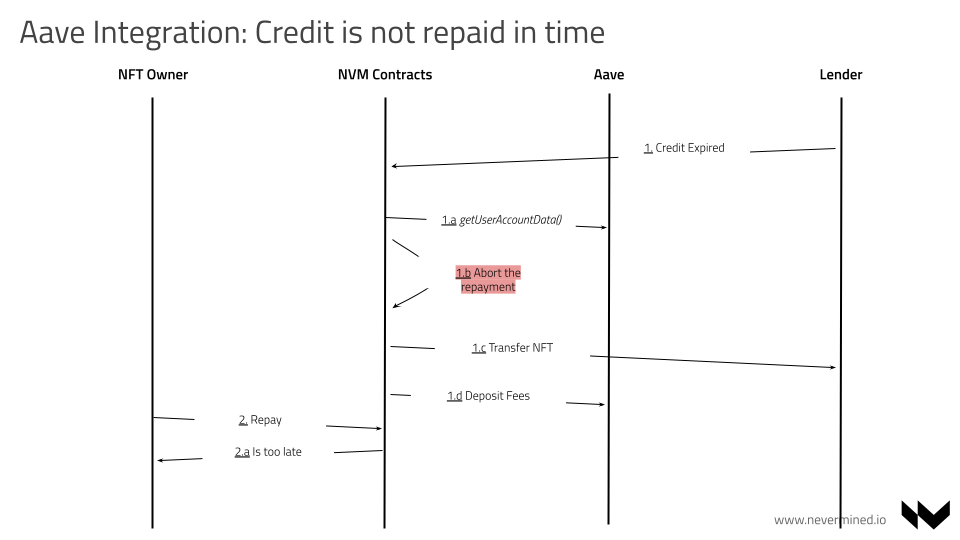 Aave Integration: Credit is not repaid in time
NFT Owner
NVM Contracts
Aave
Lender
1. Credit Expired
1.a getUserAccountData()
1.b Abort the
repayment
1.c Transfer NFT
1.d Deposit Fees
2. Repay
2.a Is too late
www.nevermined.io